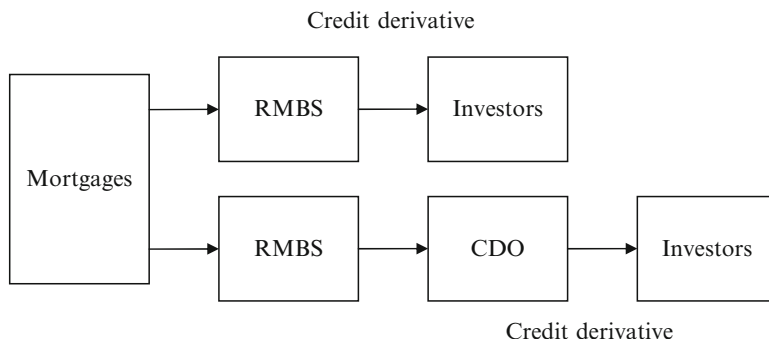 Credit derivative
RMBS
Investors
Mortgages
RMBS
CDO
Investors
Credit derivative